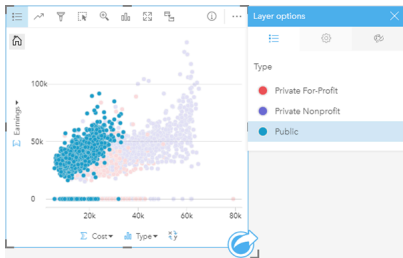 Layer options
Type
Private For-Profit
Private Nonprofit
Public
Earnings
100k
50k
0
20k
40k
60k
80k
Σ Cost
Type